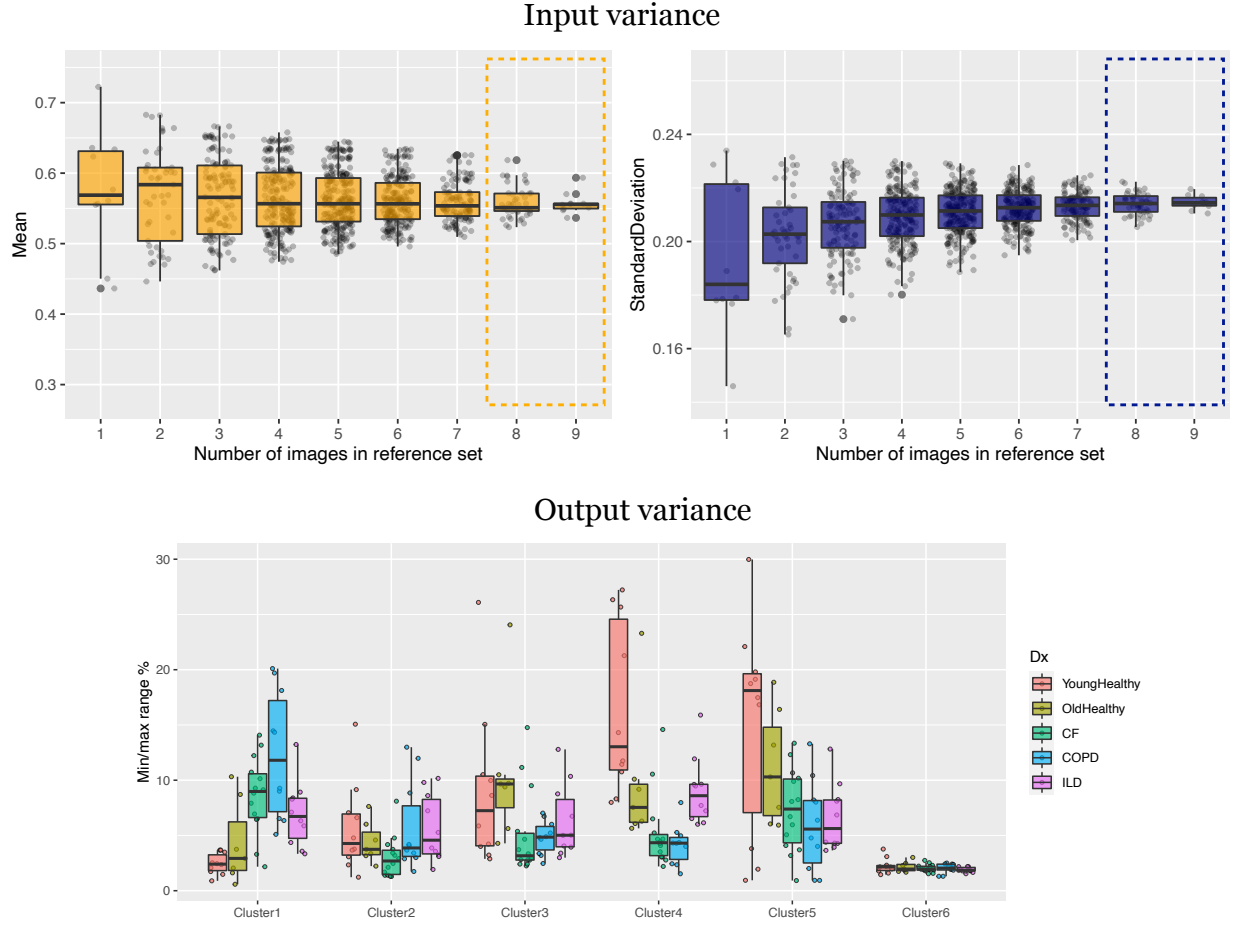 Input variance
Mean
0.7
0.6
0.5
0.4
0.3
1 2 3 4 5 6 7 8 9
Number of images in reference set
StandardDeviation
0.24
0.20
0.16
1 2 3 4 5 6 7 8 9
Number of images in reference set
Output variance
Min/max range %
30
20
10
0
Cluster1 Cluster2 Cluster3 Cluster4 Cluster5 Cluster6
Dx
YoungHealthy
OldHealthy
CF
COPD
ILD